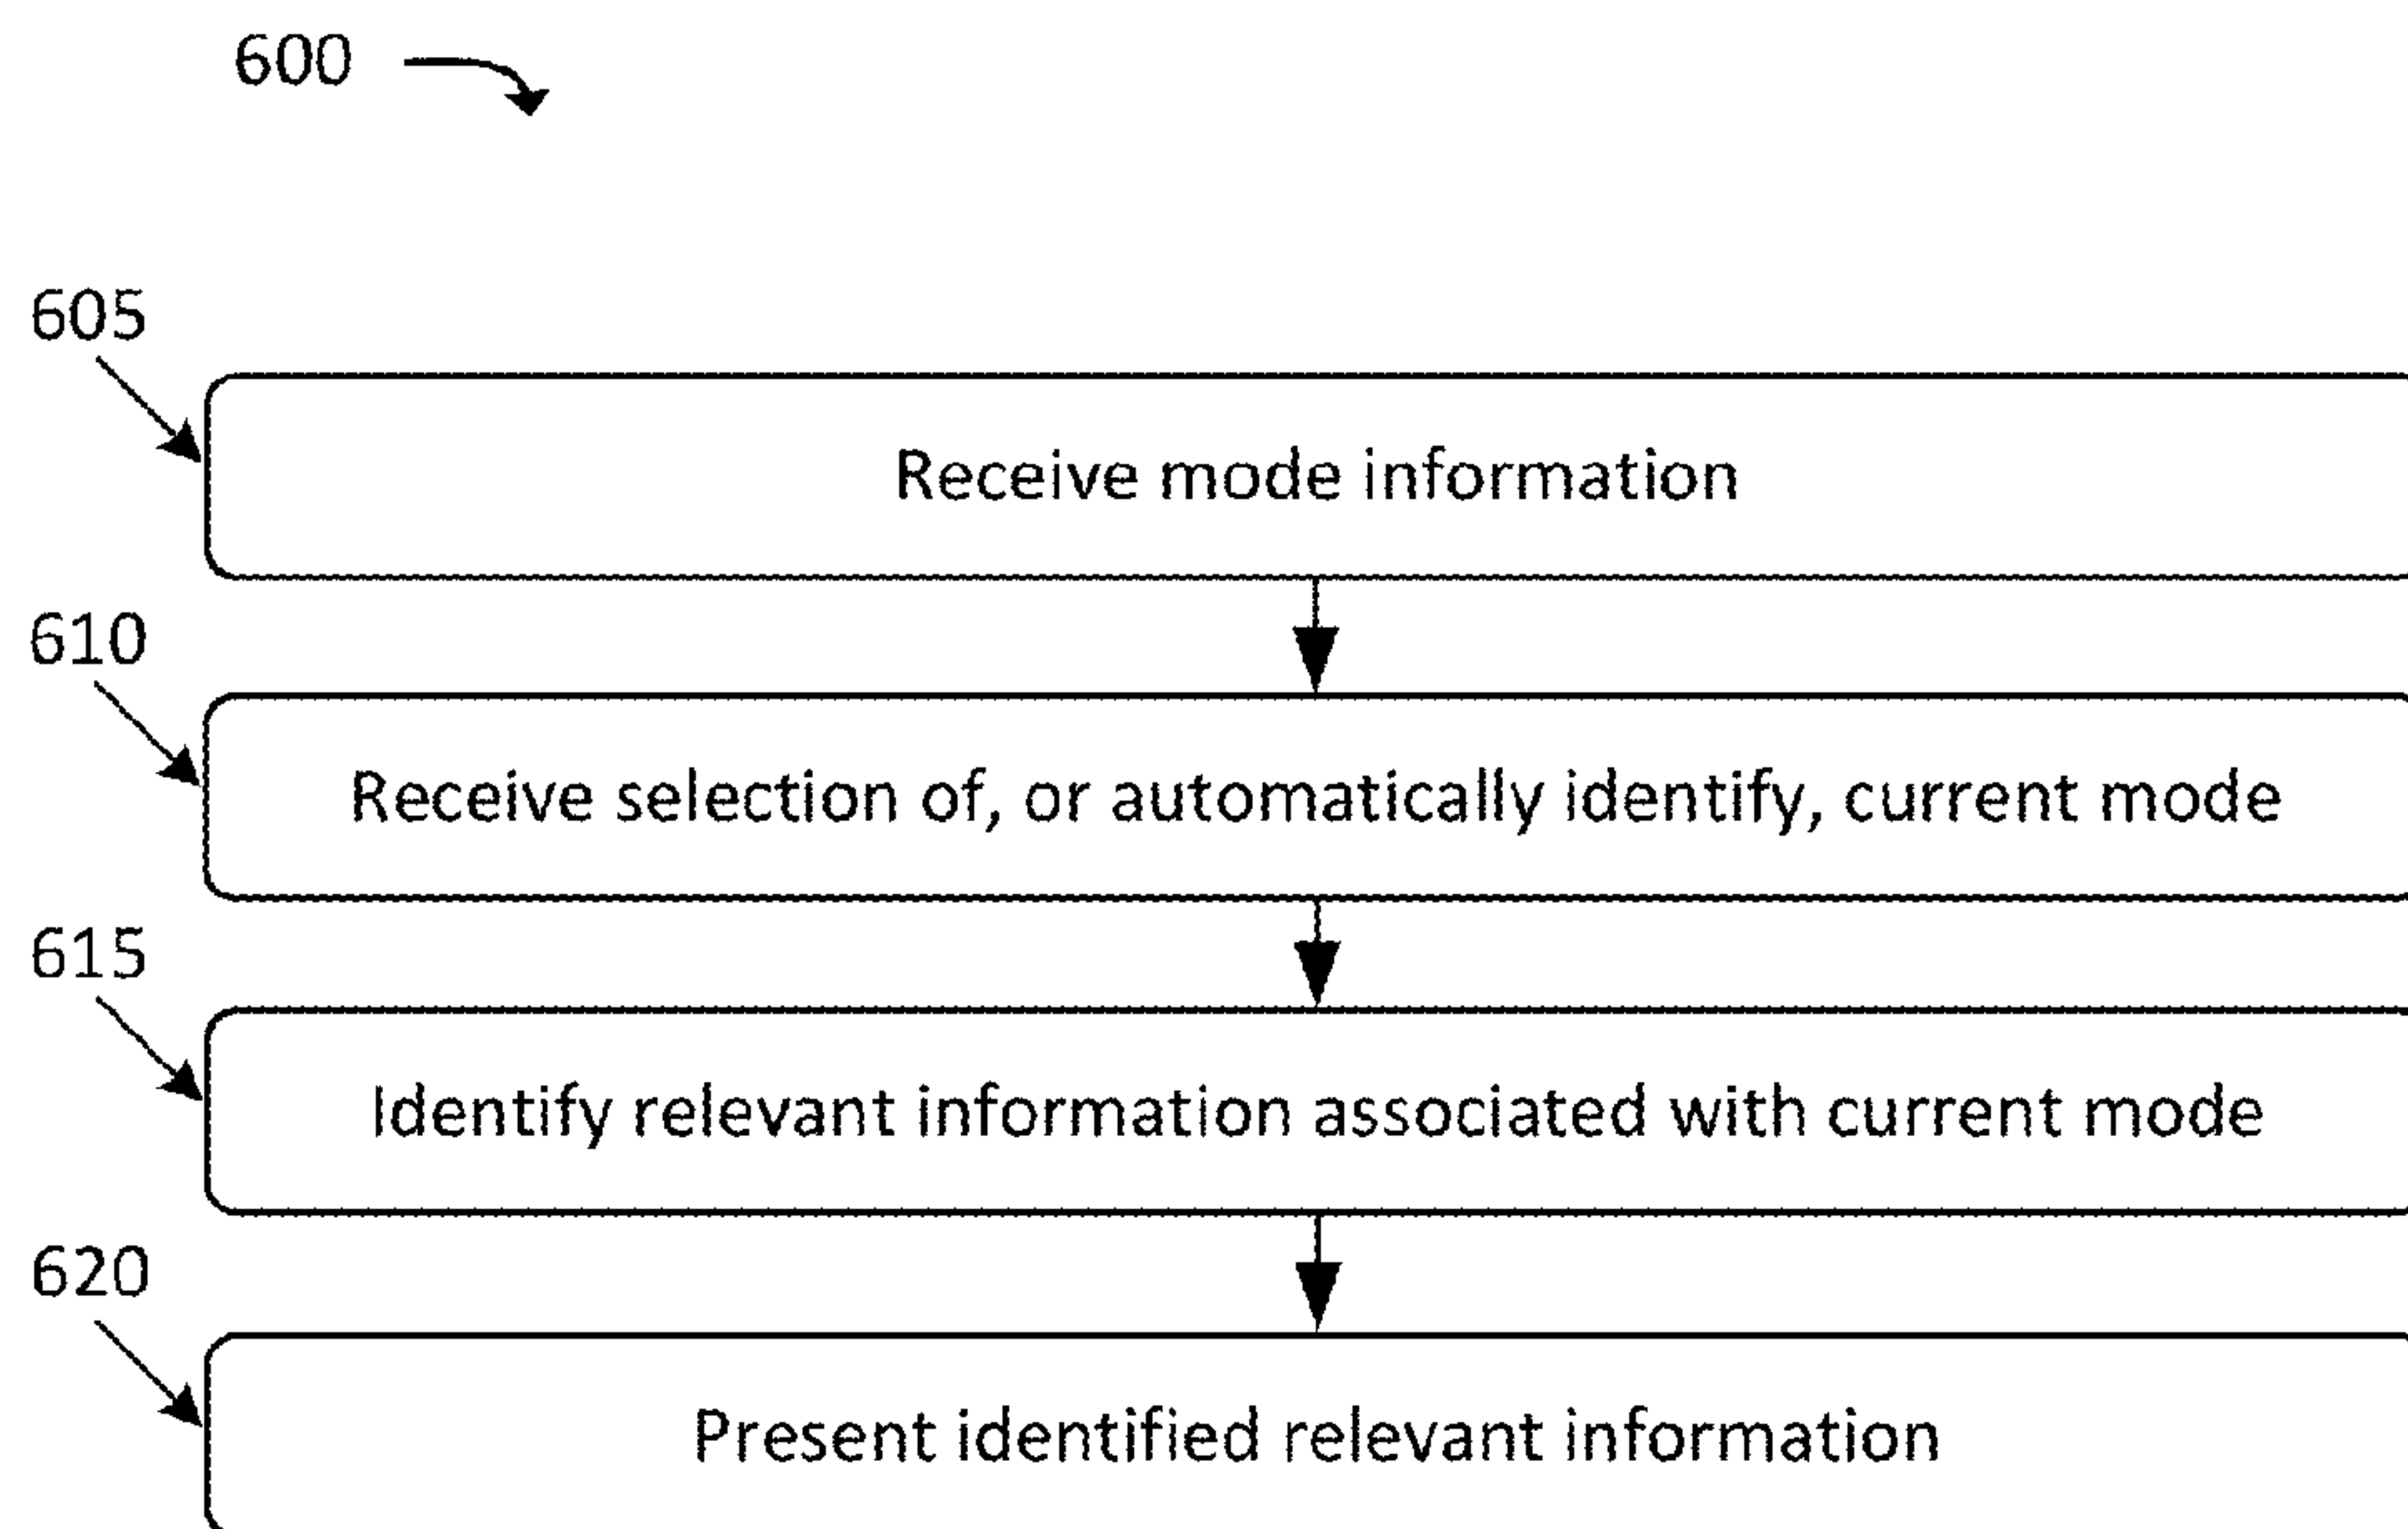 600
605
Receive mode information
610
Receive selection of, or automatically identify, current mode
615
Identify relevant information associated with current mode
620
Present identified relevant information